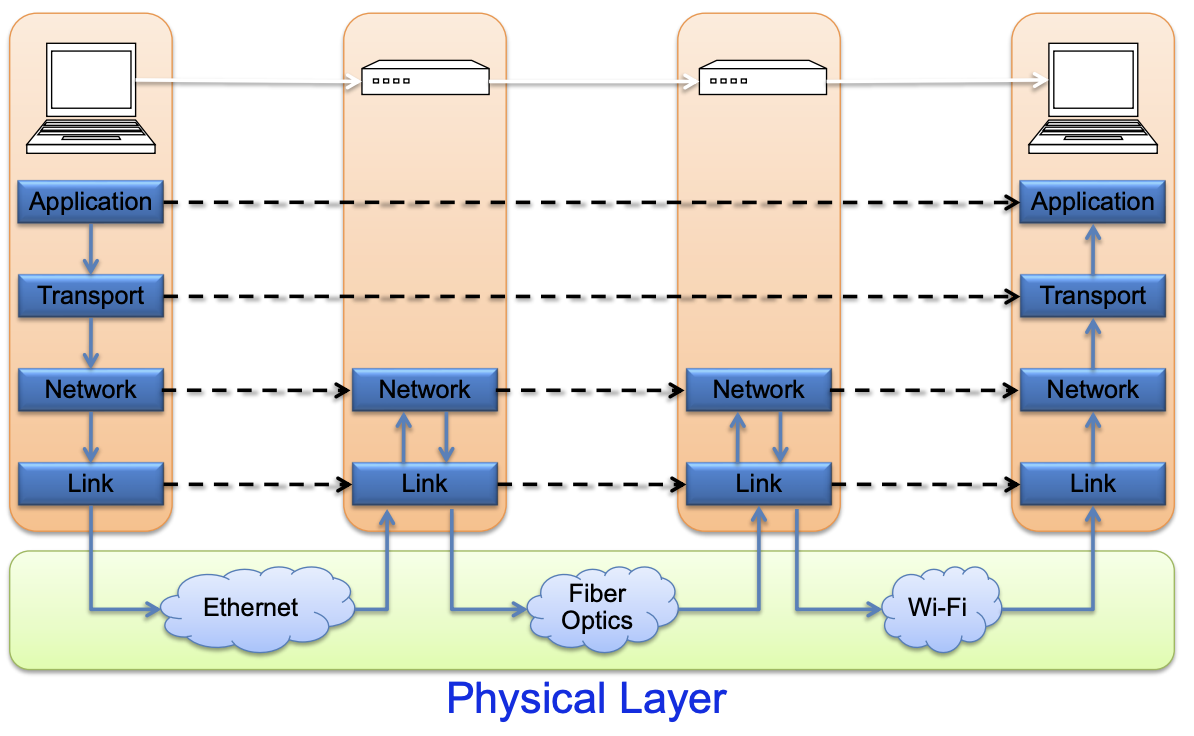 Application
Application
Transport
Transport
Network
Network
Network
Network
Link
Link
Link
Link
Ethernet
Fiber
Optics
Wi-Fi
Physical Layer